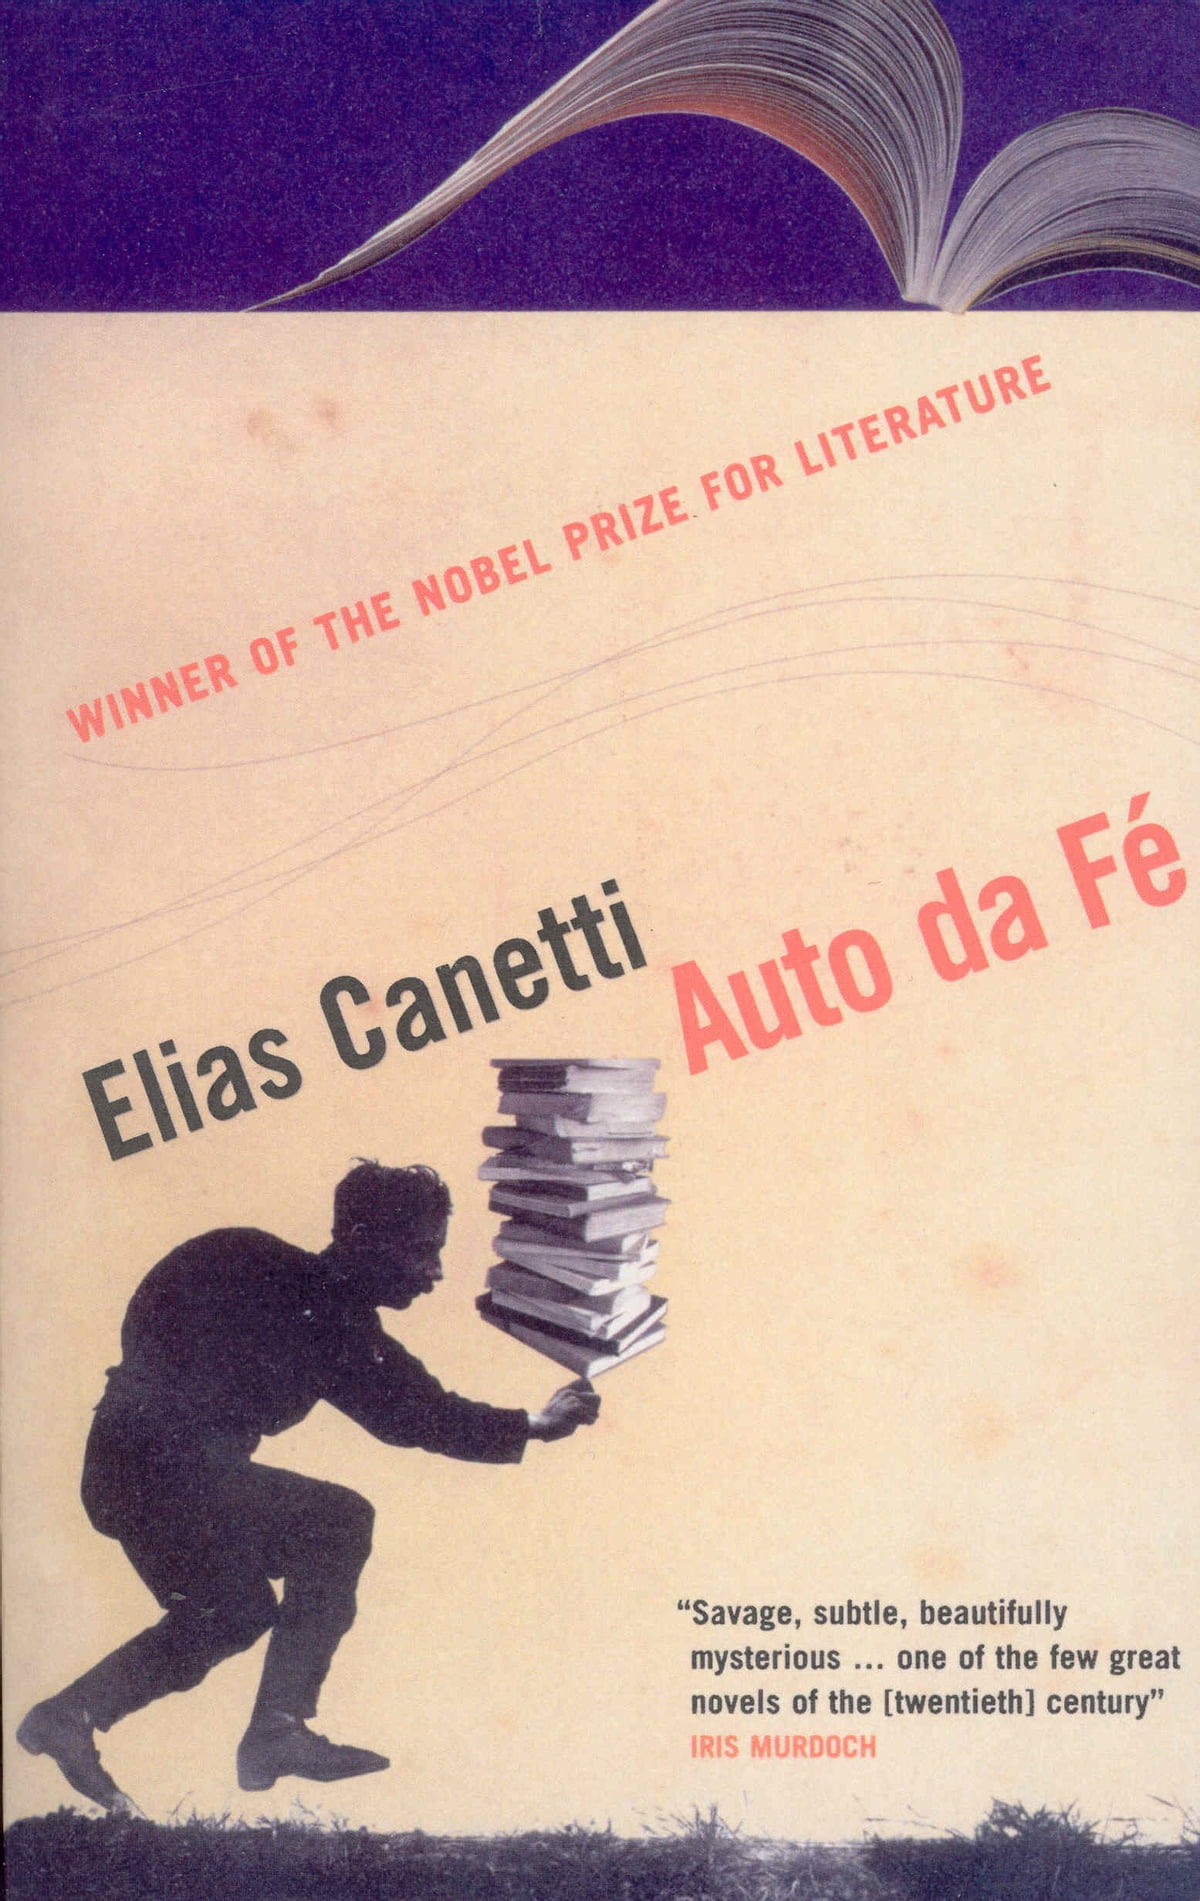 WINNER OF THE NOBEL PRIZE FOR LITERATURE
Elias Canetti
Auto da Fé
“Savage, subtle, beautifully
mysterious ... one of the few great
novels of the [twentieth] century”
IRIS MURDOCH